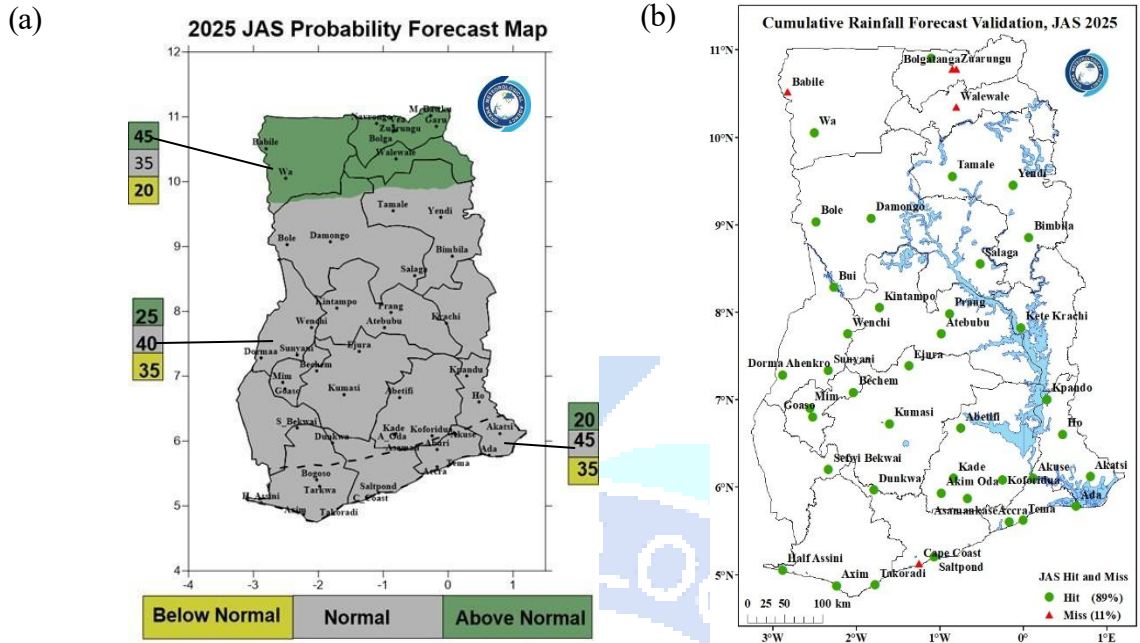 (a)
2025 JAS Probability Forecast Map
12
11
10
9
8
7
6
5
4
-4
-3
-2
-1
0
1
2
45
35
20
25
40
35
20
45
35
Babile
Wa
Navrongo
Zuarungu
Bolga
Garu
Walewale
Tamale
Yendi
Bole
Damongo
Bimbila
Salaga
Kintampo
Prang
Wenchi
Atebubu
Krachi
Dormaa
Sunyani
Ejura
Bechem
Mim
Goaso
Kumasi
Abetifi
Kpandu
Ho
S_Bekwai
Dunkwa
Kade
A_Oda
Koforidua
Akuse
Akatsi
Ada
Tema
Accra
Bogoso
Tarkwa
Saltpond
C_Coast
H_Assini
Axim
Takoradi
Below Normal
Normal
Above Normal
(b)
Cumulative Rainfall Forecast Validation, JAS 2025
11°N
10°N
9°N
8°N
7°N
6°N
5°N
3°W
2°W
1°W
0°
1°E
Bolgatanga
Zuarungu
Babile
Walewale
Wa
Tamale
Yendi
Bole
Damongo
Bimbila
Salaga
Bui
Kintampo
Prang
Kete Krachi
Wenchi
Atebubu
Dorma Ahenkro
Sunyani
Ejura
Bechem
Mim
Goaso
Kpando
Kumasi
Abetifi
Ho
Sefwi Bekwai
Dunkwa
Kade
Akim Oda
Koforidua
Akuse
Akatsi
Ada
Asamankase
Accra
Tema
Cape Coast
Saltpond
Half Assini
Axim
Takoradi
0 25 50 100 km
JAS Hit and Miss
Hit (89%)
Miss (11%)